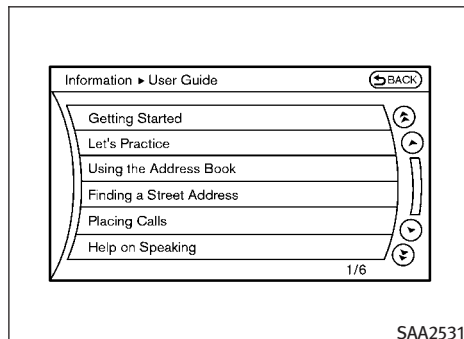 Information ▸ User Guide
BACK
Getting Started
Let's Practice
Using the Address Book
Finding a Street Address
Placing Calls
Help on Speaking
1/6
SAA2531